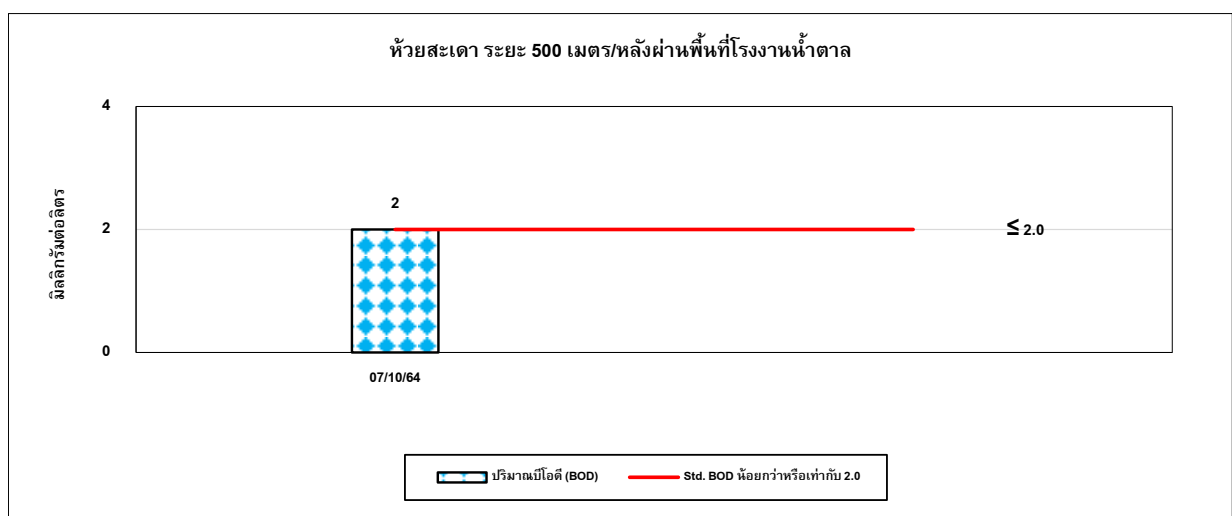 ห้วยสะเดา ระยะ 500 เมตร/หลังผ่านพื้นที่โรงงานน้ำตาล
มิลลิกรัมต่อลิตร
4
2
0
2
≤ 2.0
07/10/64
ปริมาณบีโอดี (BOD)
Std. BOD น้อยกว่าหรือเท่ากับ 2.0